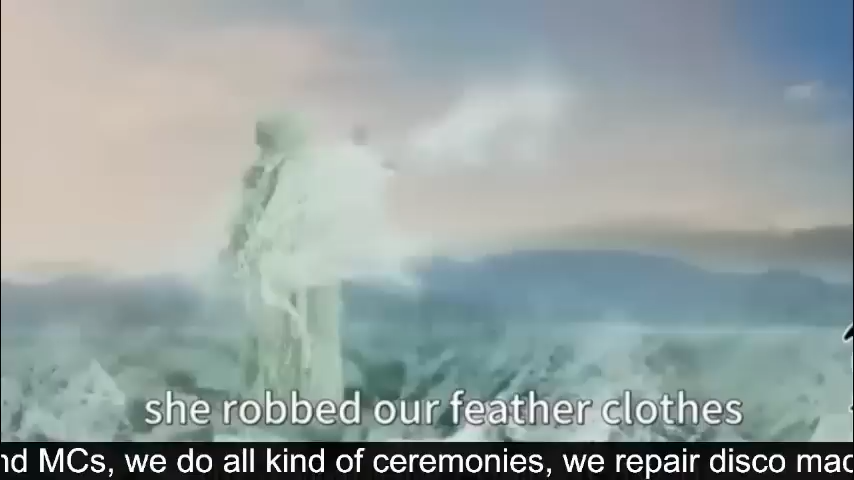 she robbed our feather clothes
nd MCs, we do all kind of ceremonies, we repair disco mac